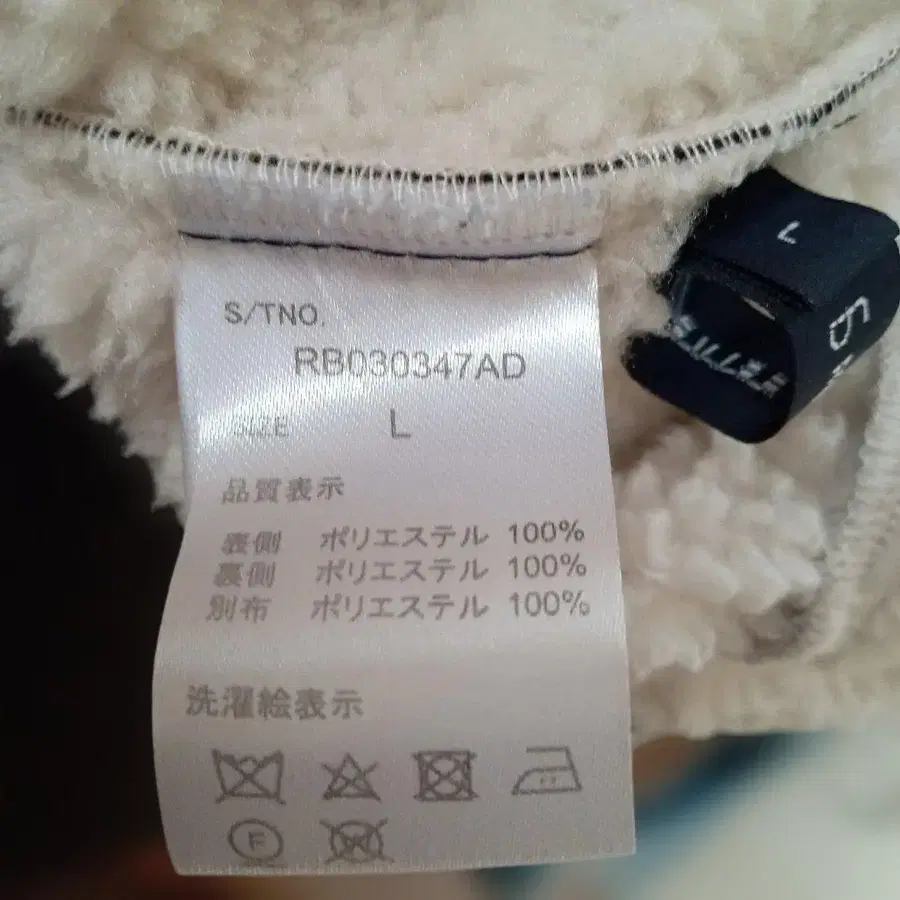 S/TNO.
RB030347AD
SIZE L
品質表示
表側 ポリエステル 100%
裏側 ポリエステル 100%
別布 ポリエステル 100%
洗濯絵表示
F
L